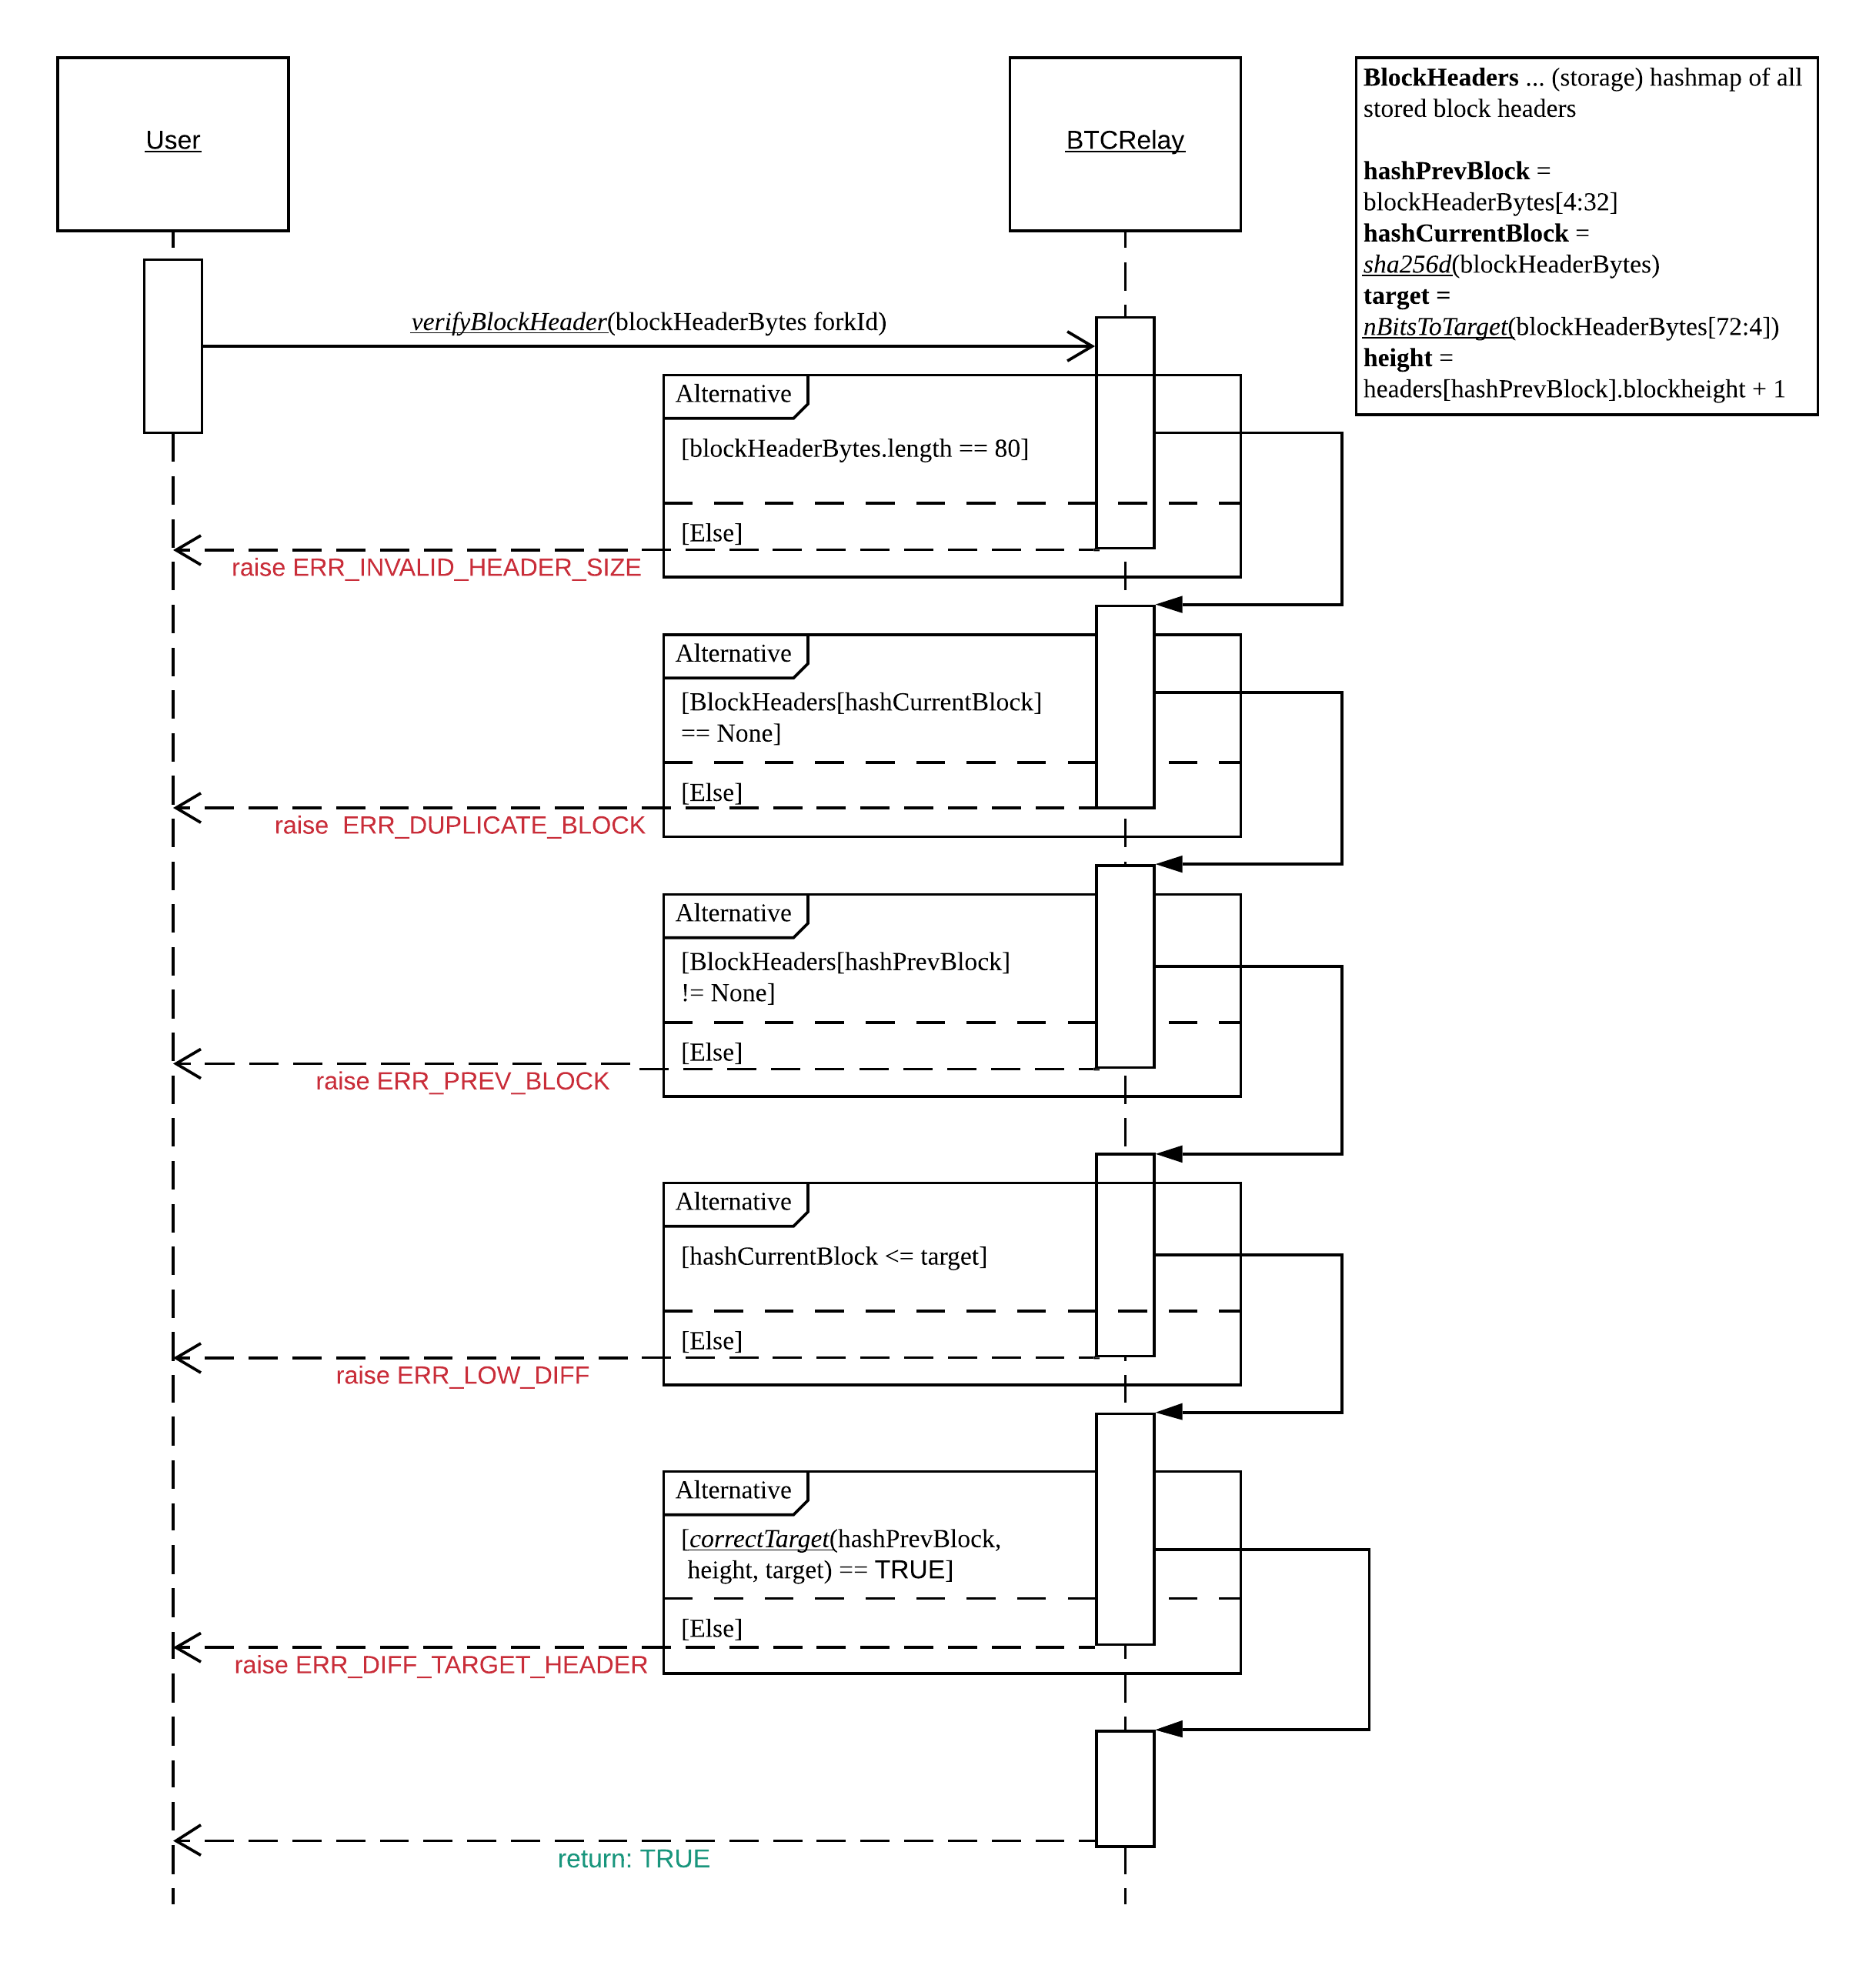 User
BTCRelay
BlockHeaders ... (storage) hashmap of all
stored block headers
hashPrevBlock =
blockHeaderBytes[4:32]
hashCurrentBlock =
sha256d(blockHeaderBytes)
target =
nBitsToTarget(blockHeaderBytes[72:4])
height =
headers[hashPrevBlock].blockheight + 1
verifyBlockHeader(blockHeaderBytes forkId)
Alternative
[blockHeaderBytes.length == 80]
[Else]
raise ERR_INVALID_HEADER_SIZE
Alternative
[BlockHeaders[hashCurrentBlock]
== None]
[Else]
raise  ERR_DUPLICATE_BLOCK
Alternative
[BlockHeaders[hashPrevBlock]
!= None]
[Else]
raise ERR_PREV_BLOCK
Alternative
[hashCurrentBlock <= target]
[Else]
raise ERR_LOW_DIFF
Alternative
[correctTarget(hashPrevBlock,
height, target) == TRUE]
[Else]
raise ERR_DIFF_TARGET_HEADER
return: TRUE